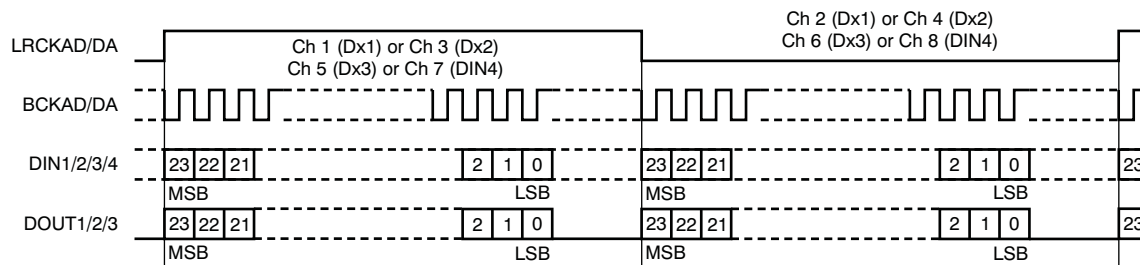 Ch 2 (Dx1) or Ch 4 (Dx2)
LRCKAD/DA
Ch 1 (Dx1) or Ch 3 (Dx2)
Ch 6 (Dx3) or Ch 8 (DIN4)
Ch 5 (Dx3) or Ch 7 (DIN4)
BCKAD/DA
DIN1/2/3/4 23 22 21 2 1 0 23 22 21 2 1 0 23
MSB LSB MSB LSB
DOUT1/2/3 23 22 21 2 1 0 23 22 21 2 1 0 23
MSB LSB MSB LSB